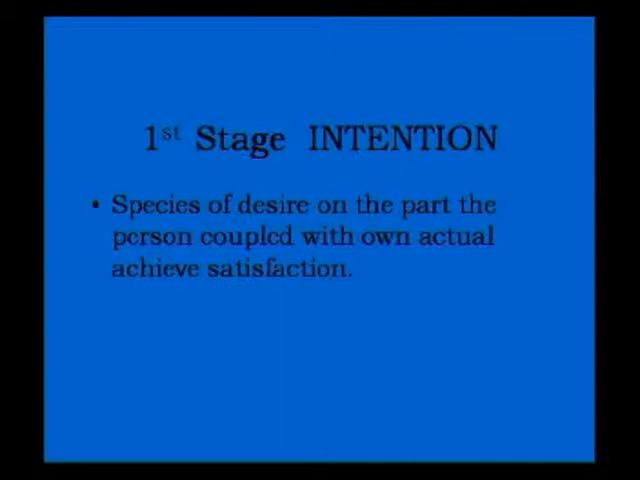 1st Stage INTENTION
• Species of desire on the part the
person coupled with own actual
achieve satisfaction.